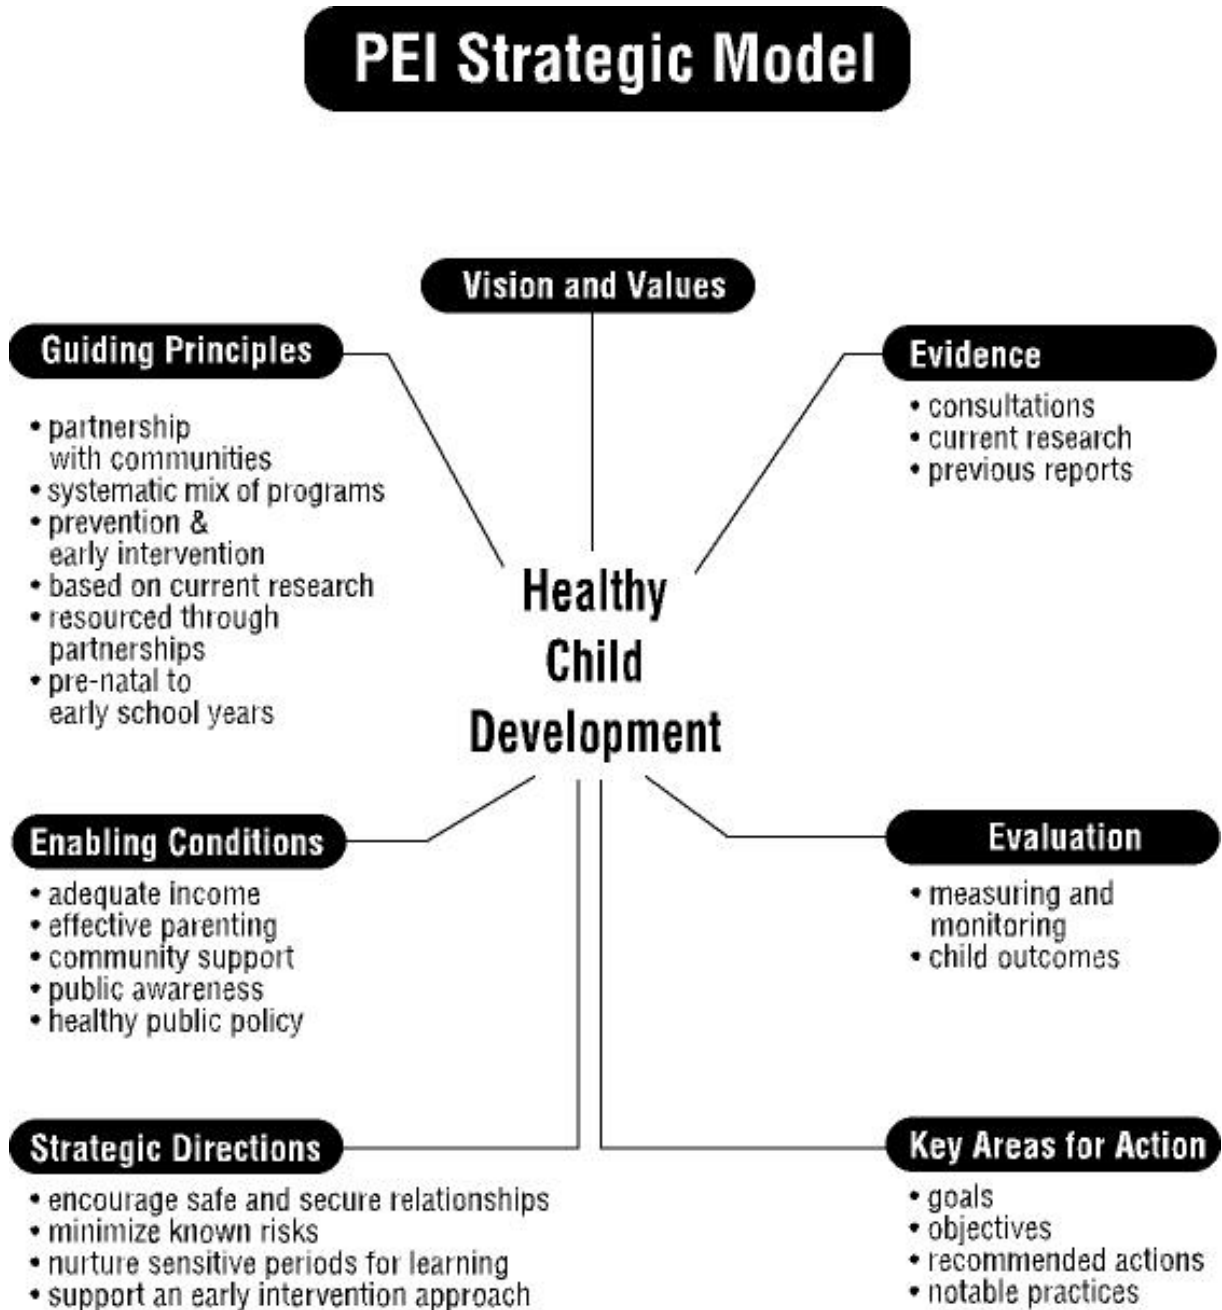 PEI Strategic Model
Vision and Values
Guiding Principles
• partnership
with communities
• systematic mix of programs
• prevention &
early intervention
• based on current research
• resourced through
partnerships
• pre-natal to
early school years
Evidence
• consultations
• current research
• previous reports
Healthy
Child
Development
Enabling Conditions
• adequate income
• effective parenting
• community support
• public awareness
• healthy public policy
Evaluation
• measuring and
monitoring
• child outcomes
Strategic Directions
• encourage safe and secure relationships
• minimize known risks
• nurture sensitive periods for learning
• support an early intervention approach
Key Areas for Action
• goals
• objectives
• recommended actions
• notable practices